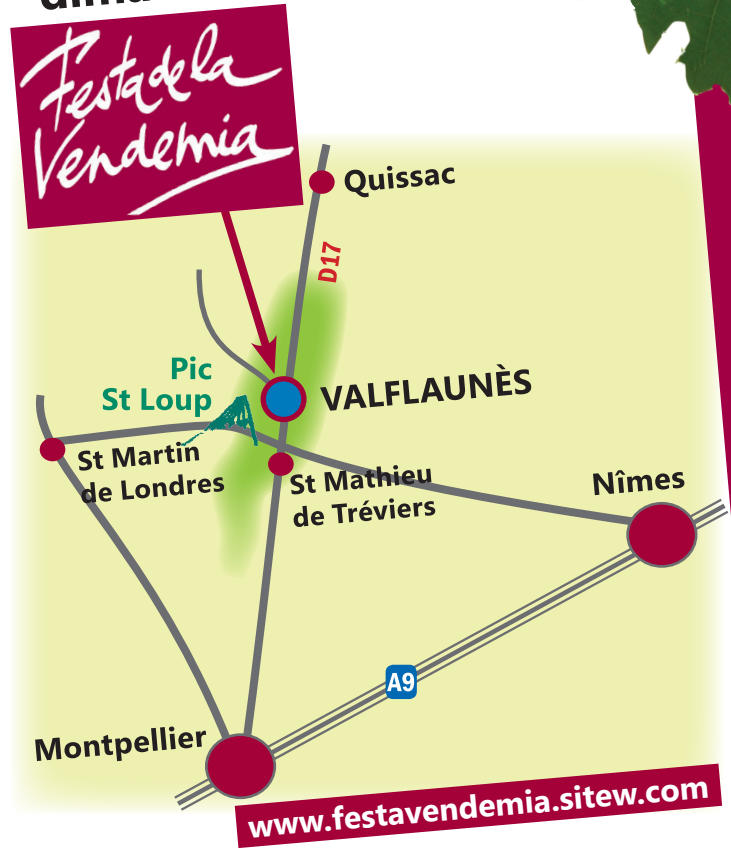 Festa de la
Vendemia
Quissac
D17
Pic
St Loup
VALFLAUNÈS
St Martin
de Londres
St Mathieu
de Tréviers
Nîmes
A9
Montpellier
www.festavendemia.sitew.com